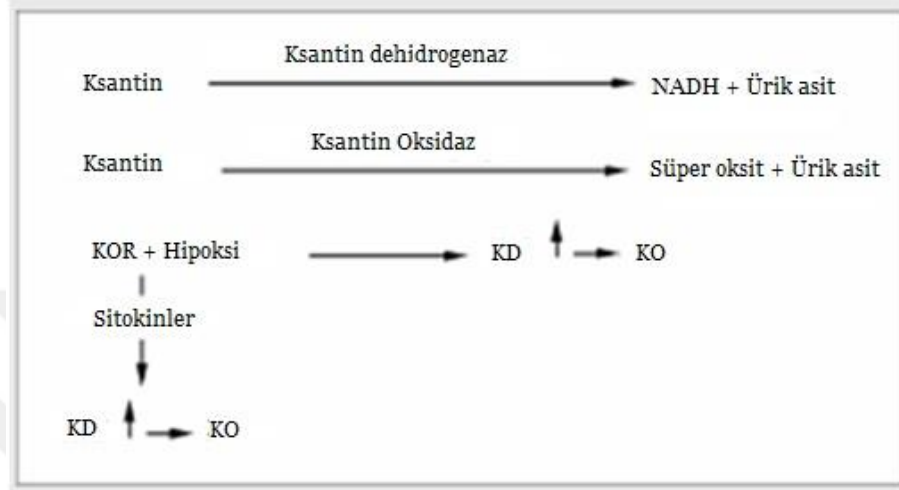 Ksantin dehidrogenaz
Ksantin NADH + Ürik asit
Ksantin Oksidaz
Ksantin Süper oksit + Ürik asit
KOR + Hipoksi KD KO
Sitokinler
KD KO